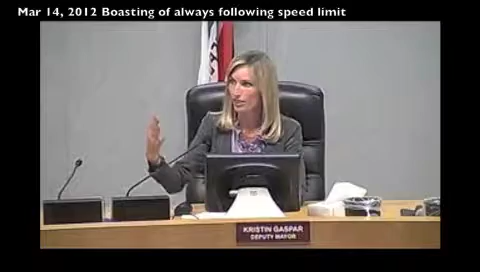 Mar 14, 2012 Boasting of always following speed limit
KRISTIN GASPAR
DEPUTY MAYOR